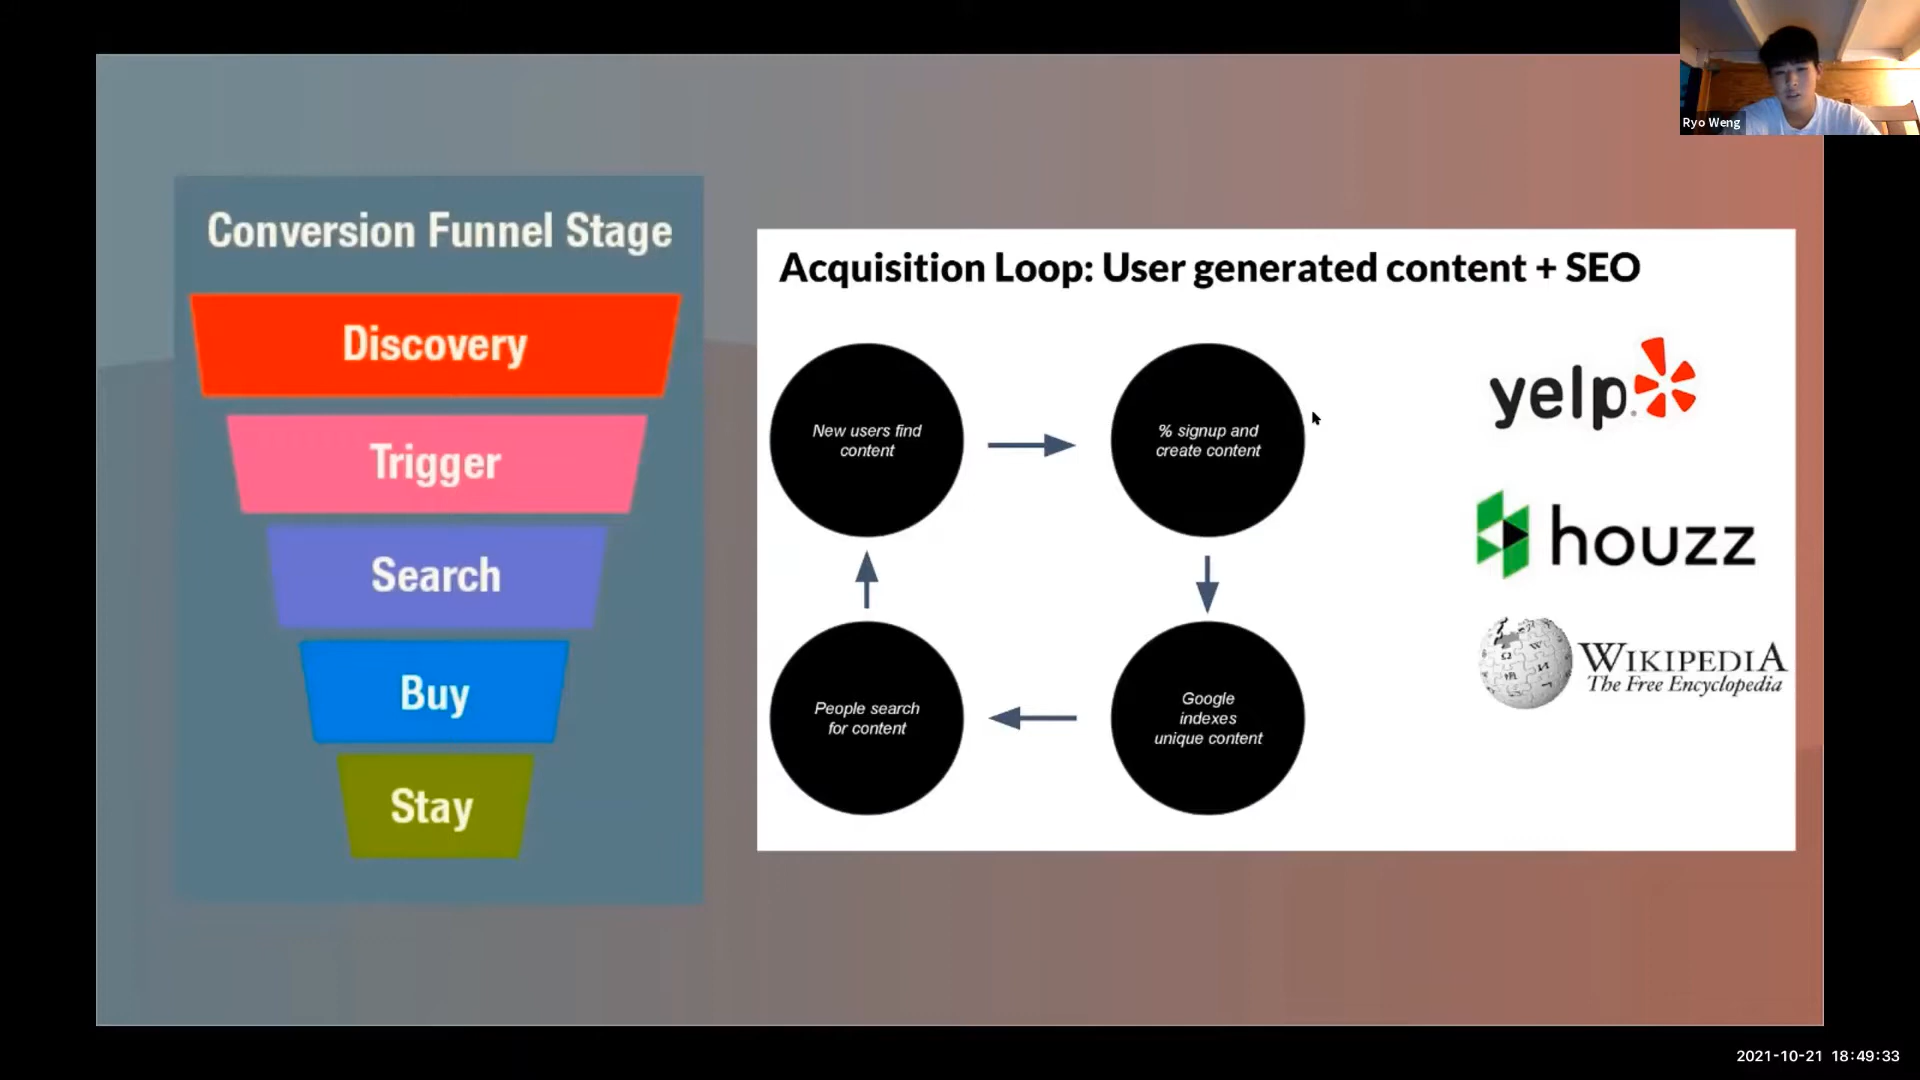 Ryo Weng
Conversion Funnel Stage
Discovery
Trigger
Search
Buy
Stay
Acquisition Loop: User generated content + SEO
New users find
content
% signup and
create content
People search
for content
Google
indexes
unique content
yelp
houzz
WIKIPEDIA
The Free Encyclopedia
2021-10-21 18:49:33